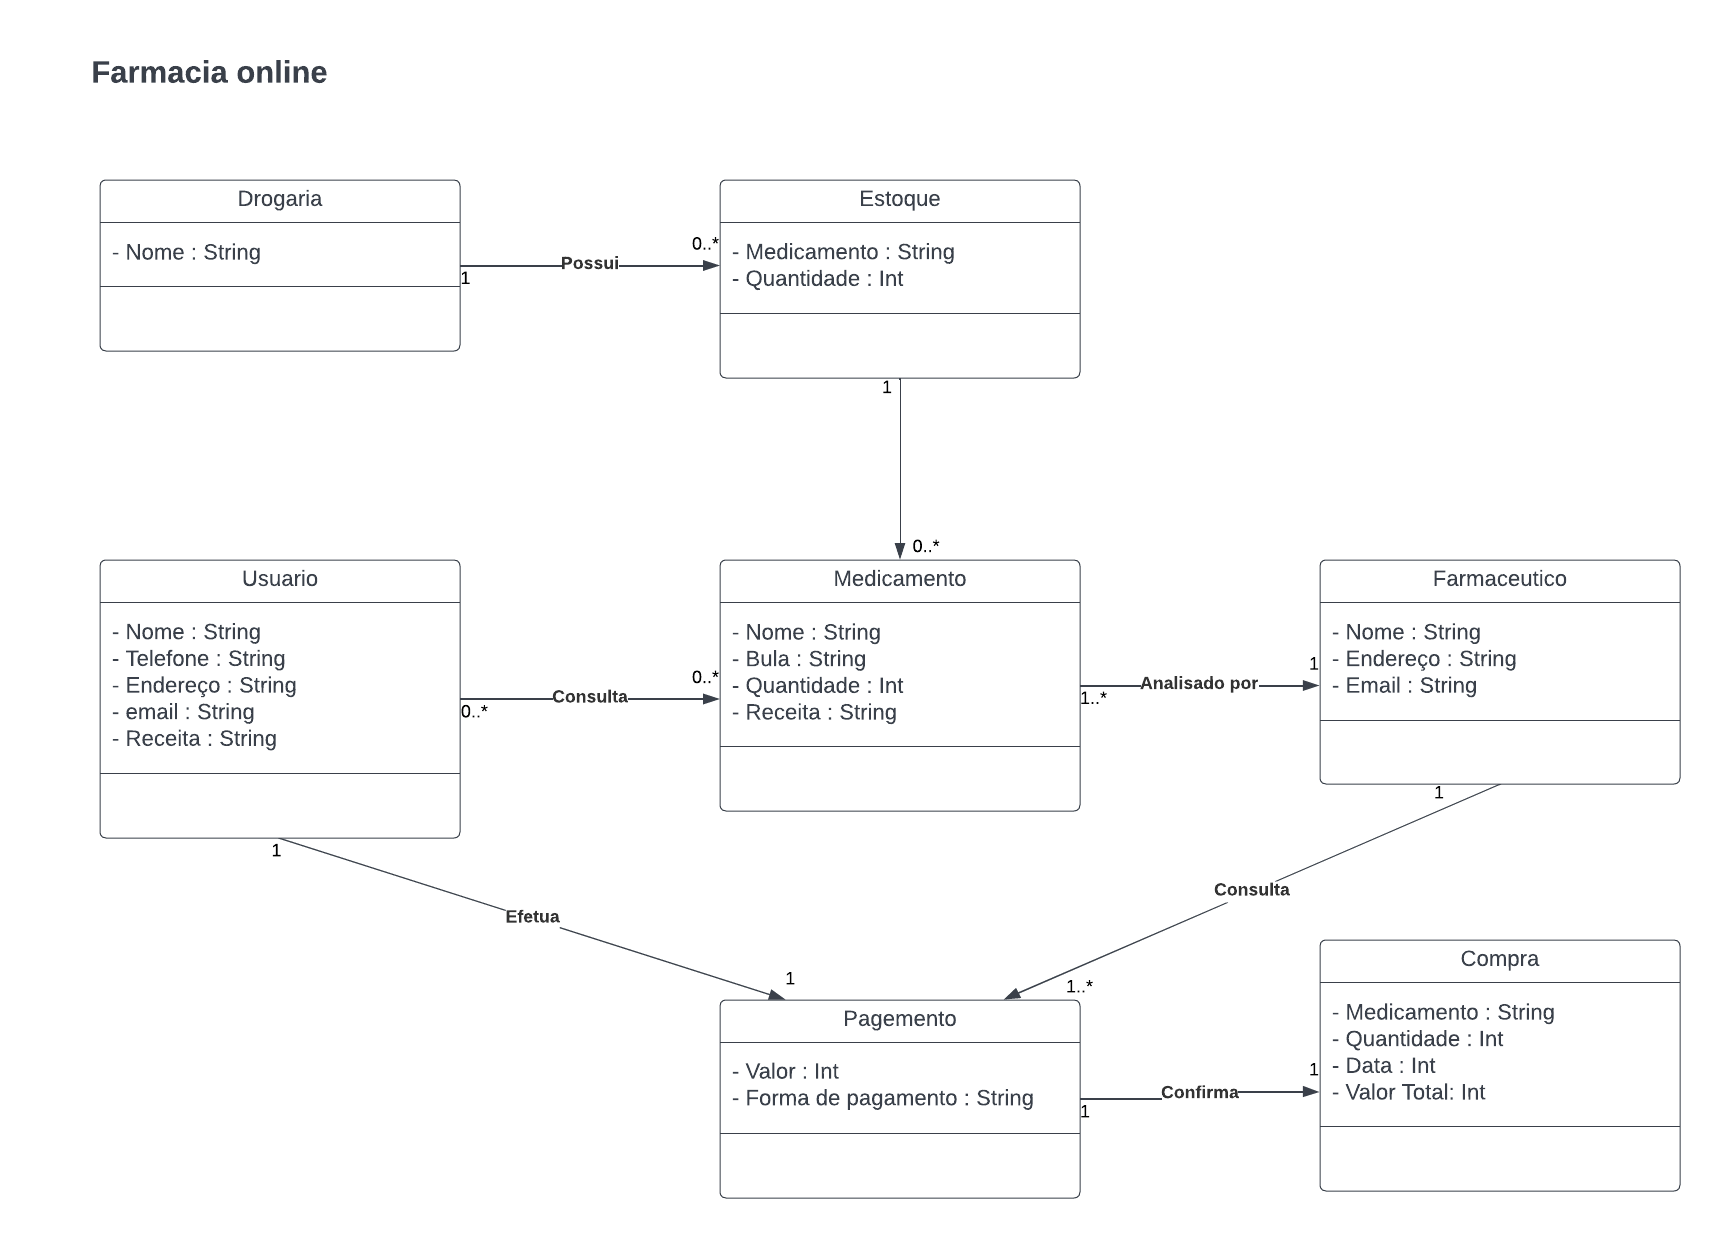 Farmacia online
Drogaria
- Nome : String
1
Possui
0..*
Estoque
- Medicamento : String
- Quantidade : Int
1
0..*
Usuario
- Nome : String
- Telefone : String
- Endereço : String
- email : String
- Receita : String
0..*
Consulta
0..*
Medicamento
- Nome : String
- Bula : String
- Quantidade : Int
- Receita : String
1..*
Analisado por
1
Farmaceutico
- Nome : String
- Endereço : String
- Email : String
1
Efetua
1
1
Consulta
1..*
Pagemento
- Valor : Int
- Forma de pagamento : String
1
Confirma
1
Compra
- Medicamento : String
- Quantidade : Int
- Data : Int
- Valor Total: Int